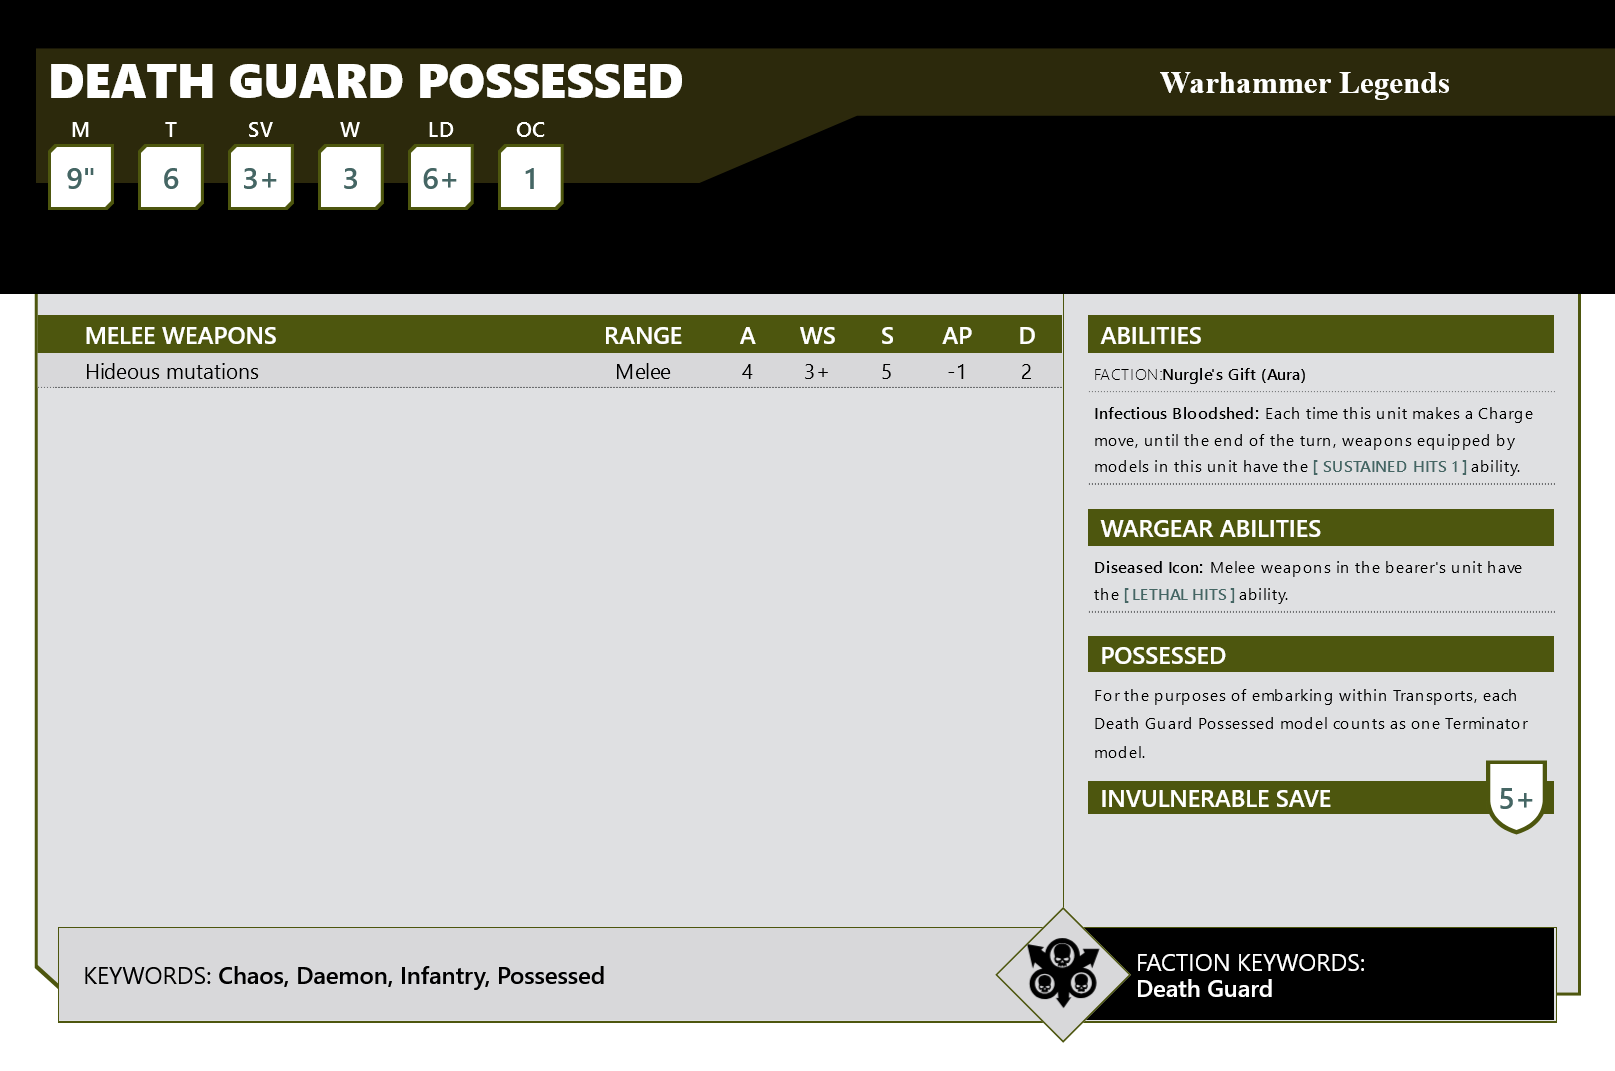 DEATH GUARD POSSESSED
Warhammer Legends
M T SV W LD OC
9" 6 3+ 3 6+ 1
MELEE WEAPONS RANGE A WS S AP D
Hideous mutations Melee 4 3+ 5 -1 2
ABILITIES
FACTION:Nurgle's Gift (Aura)
Infectious Bloodshed: Each time this unit makes a Charge
move, until the end of the turn, weapons equipped by
models in this unit have the [ SUSTAINED HITS 1 ] ability.
WARGEAR ABILITIES
Diseased Icon: Melee weapons in the bearer's unit have
the [ LETHAL HITS ] ability.
POSSESSED
For the purposes of embarking within Transports, each
Death Guard Possessed model counts as one Terminator
model.
INVULNERABLE SAVE 5+
KEYWORDS: Chaos, Daemon, Infantry, Possessed
FACTION KEYWORDS:
Death Guard